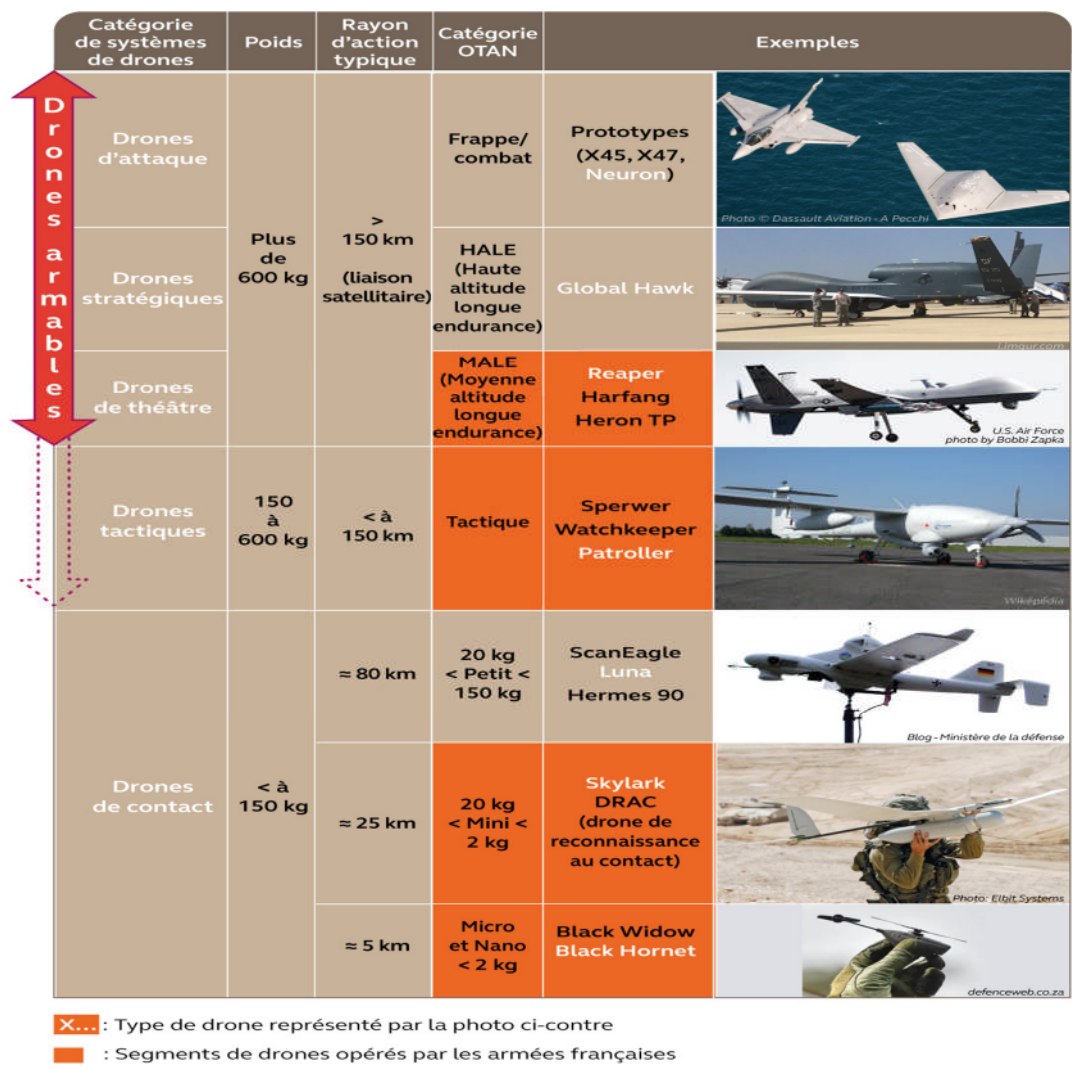 Catégorie
de systèmes
de drones
Poids
Rayon
d'action
typique
Catégorie
OTAN
Exemples
Drones armables
Drones
d'attaque
Plus
de
600 kg
>
150 km
(liaison
satellitaire)
Frappe/
combat
Prototypes
(X45, X47,
Neuron)
Photo © Dassault Aviation - A Pecchi
Drones
stratégiques
HALE
(Haute
altitude
longue
endurance)
Global Hawk
Limqur.com
Drones
de théâtre
MALE
(Moyenne
altitude
longue
endurance)
Reaper
Harfang
Heron TP
U.S. Air Force
photo by Bobbi Zapka
Drones
tactiques
150
à
600 kg
< à
150 km
Tactique
Sperwer
Watchkeeper
Patroller
Wiképédia
Drones
de contact
< à
150 kg
≈ 80 km
20 kg
< Petit <
150 kg
ScanEagle
Luna
Hermes 90
Blog - Ministère de la défense
≈ 25 km
20 kg
< Mini <
2 kg
Skylark
DRAC
(drone de
reconnaissance
au contact)
Photo: Elbit Systems
≈ 5 km
Micro
et Nano
< 2 kg
Black Widow
Black Hornet
defenceweb.co.za
X... : Type de drone représenté par la photo ci-contre
: Segments de drones opérés par les armées françaises